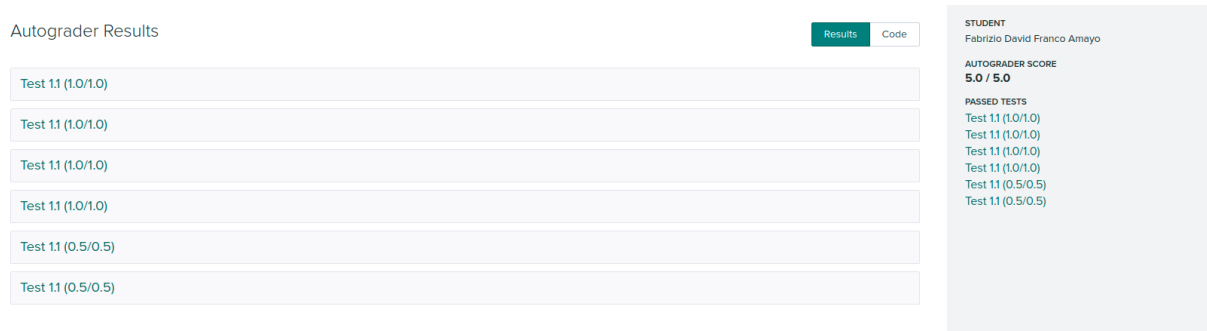 Autograder Results
Results Code
Test 1.1 (1.0/1.0)
Test 1.1 (1.0/1.0)
Test 1.1 (1.0/1.0)
Test 1.1 (1.0/1.0)
Test 1.1 (0.5/0.5)
Test 1.1 (0.5/0.5)
STUDENT
Fabrizio David Franco Amayo
AUTOGRADER SCORE
5.0 / 5.0
PASSED TESTS
Test 1.1 (1.0/1.0)
Test 1.1 (1.0/1.0)
Test 1.1 (1.0/1.0)
Test 1.1 (1.0/1.0)
Test 1.1 (0.5/0.5)
Test 1.1 (0.5/0.5)